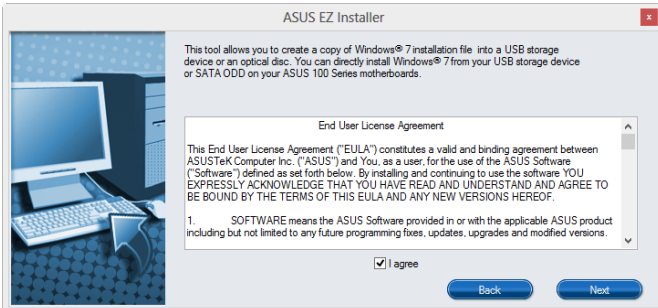 ASUS EZ Installer
x
This tool allows you to create a copy of Windows® 7 installation file into a USB storage
device or an optical disc. You can directly install Windows® 7 from your USB storage device
or SATA ODD on your ASUS 100 Series motherboards.
End User License Agreement
This End User License Agreement ("EULA") constitutes a valid and binding agreement between
ASUSTeK Computer Inc. ("ASUS") and You, as a user, for the use of the ASUS Software
("Software") defined as set forth below. By installing and continuing to use the software YOU
EXPRESSLY ACKNOWLEDGE THAT YOU HAVE READ AND UNDERSTAND AND AGREE TO
BE BOUND BY THE TERMS OF THIS EULA AND ANY NEW VERSIONS HEREOF.
1. SOFTWARE means the ASUS Software provided in or with the applicable ASUS product
including but not limited to any future programming fixes, updates, upgrades and modified versions.
I agree
Back Next